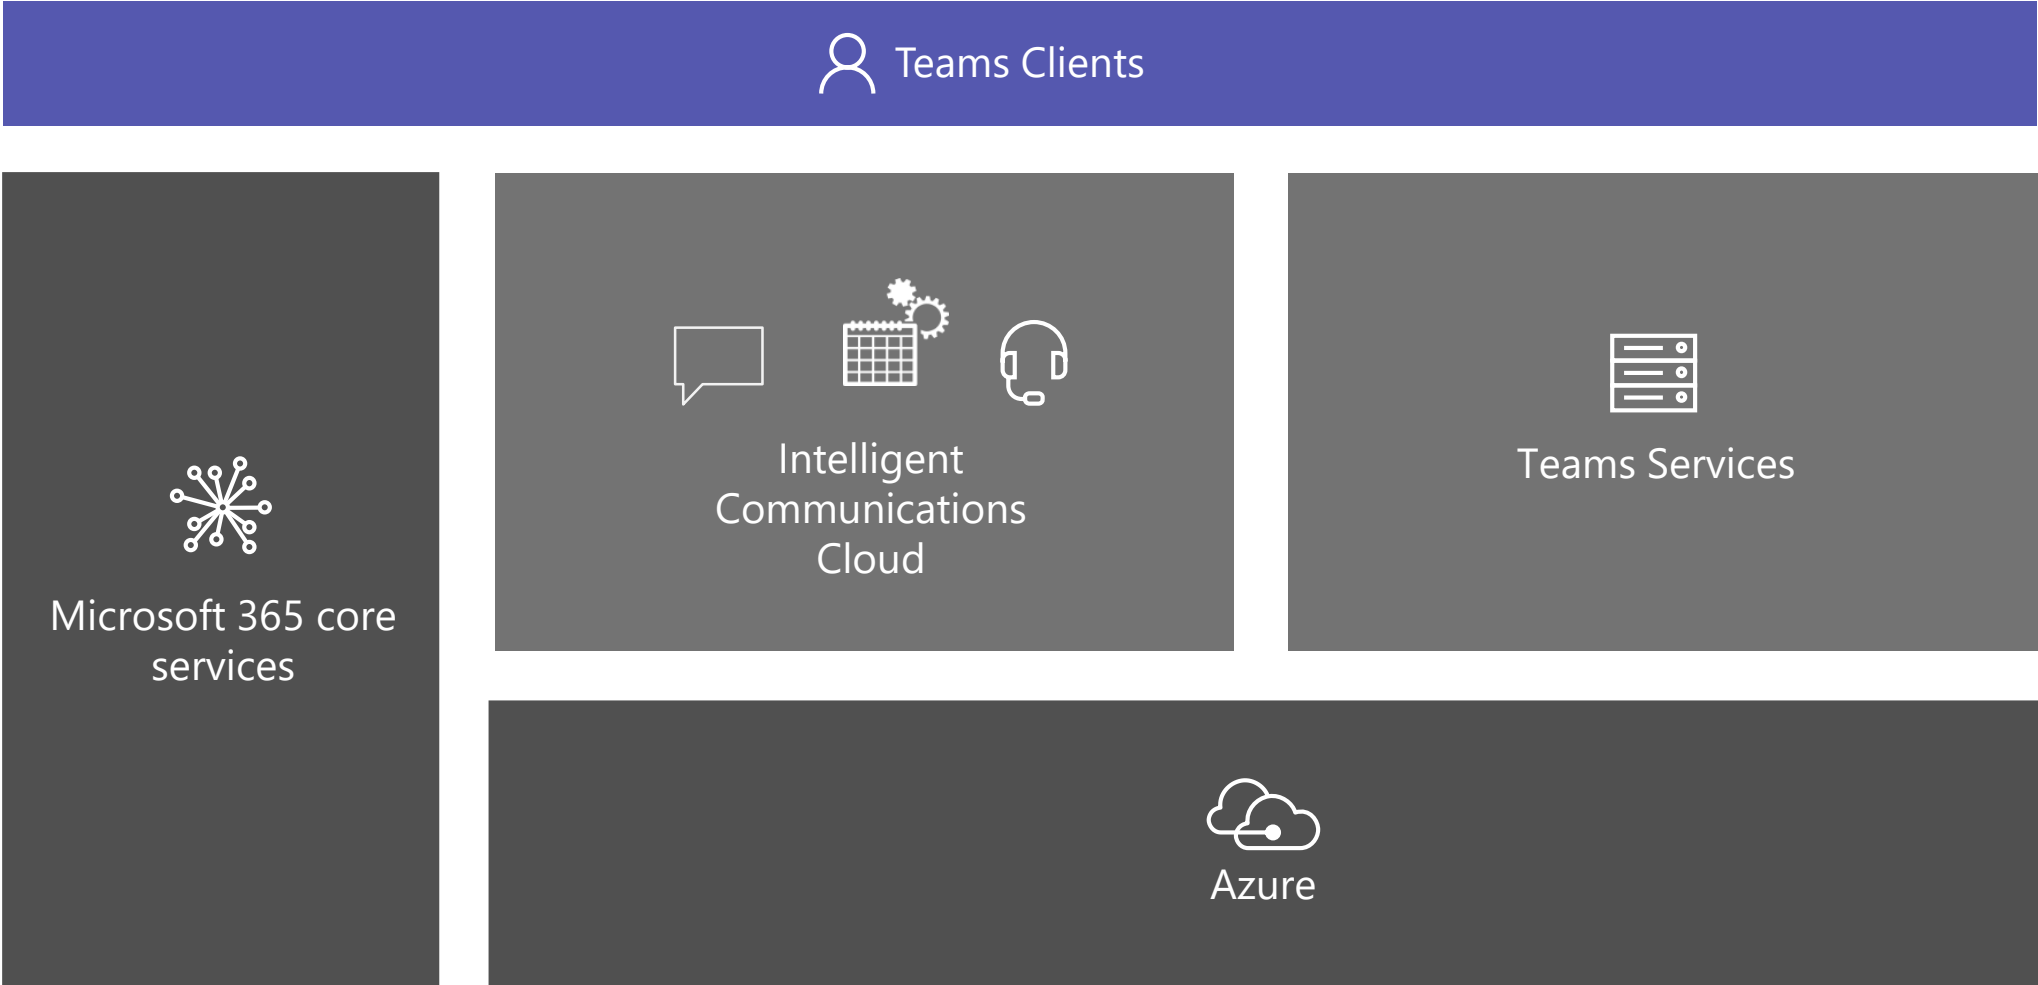 Teams Clients
Microsoft 365 core
services
Intelligent
Communications
Cloud
Teams Services
Azure